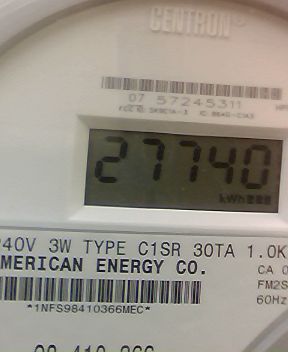 CENTRON®
07 57245311
27740
kWh
240V 3W TYPE C1SR 30TA 1.0K
AMERICAN ENERGY CO. CA 0
FM2S
60Hz
*1NFS98410366MEC*